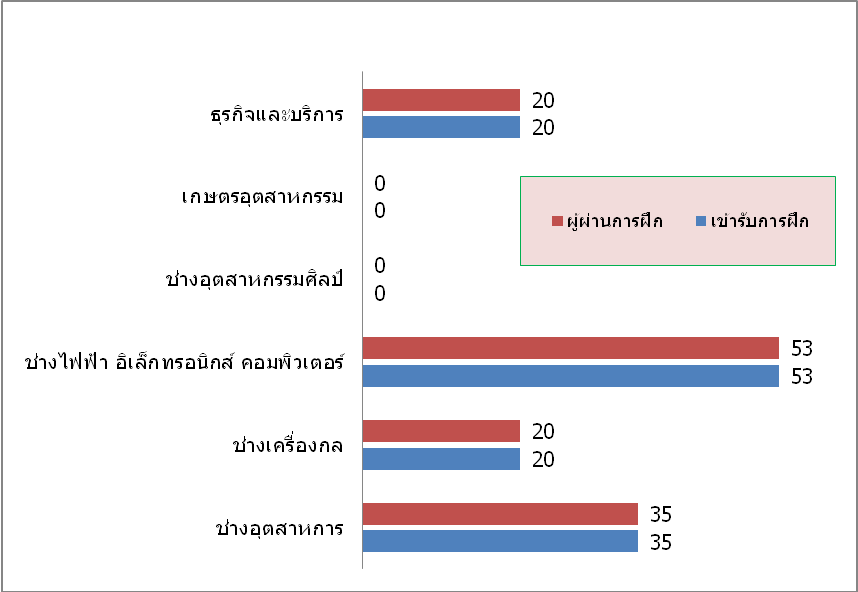 ธุรกิจและบริการ
20
20
เกษตรอุตสาหกรรม
0
0
ผู่ผ่านการฝึก
เข่ารับการฝึก
ช่างอุตสาหกรรมศิลป์
0
0
ช่างไฟฟ้า อิเล็กทรอนิกส์ คอมพิวเตอร์
53
53
ช่างเครื่องกล
20
20
ช่างอุตสาหการ
35
35